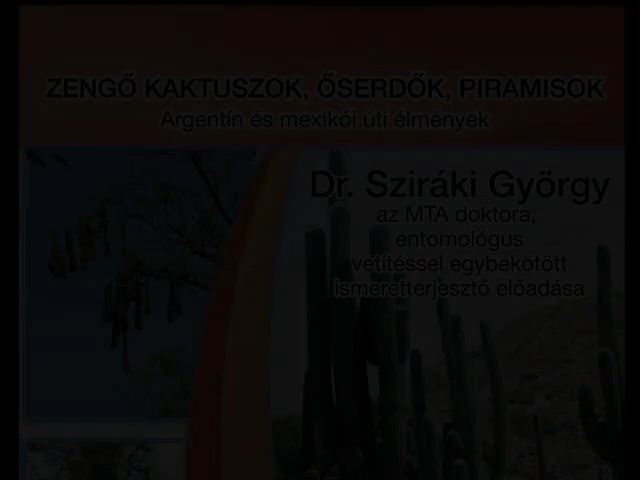 ZENGŐ KAKTUSZOK, ŐSERDŐK, PIRAMISOK
Argentín és mexikói úti élmények
Dr. Sziráki György
az MTA doktora,
entomológus
vetítéssel egybekötött
ismeretterjesztő előadása